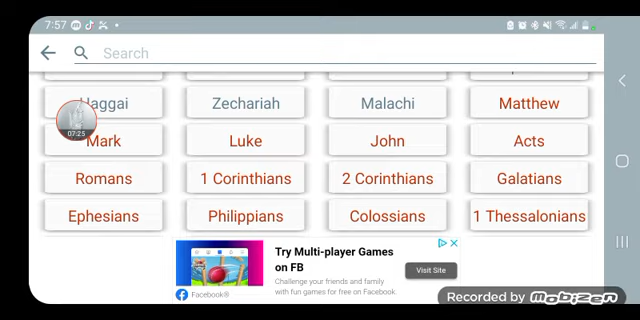 7:57
Search
Haggai Zechariah Malachi Matthew
07:25
Mark Luke John Acts
Romans 1 Corinthians 2 Corinthians Galatians
Ephesians Philippians Colossians 1 Thessalonians
Try Multi-player Games
on FB
Visit Site
Challenge your friends and family
with fun games for free on Facebook.
Facebook®
Recorded by Mobizen